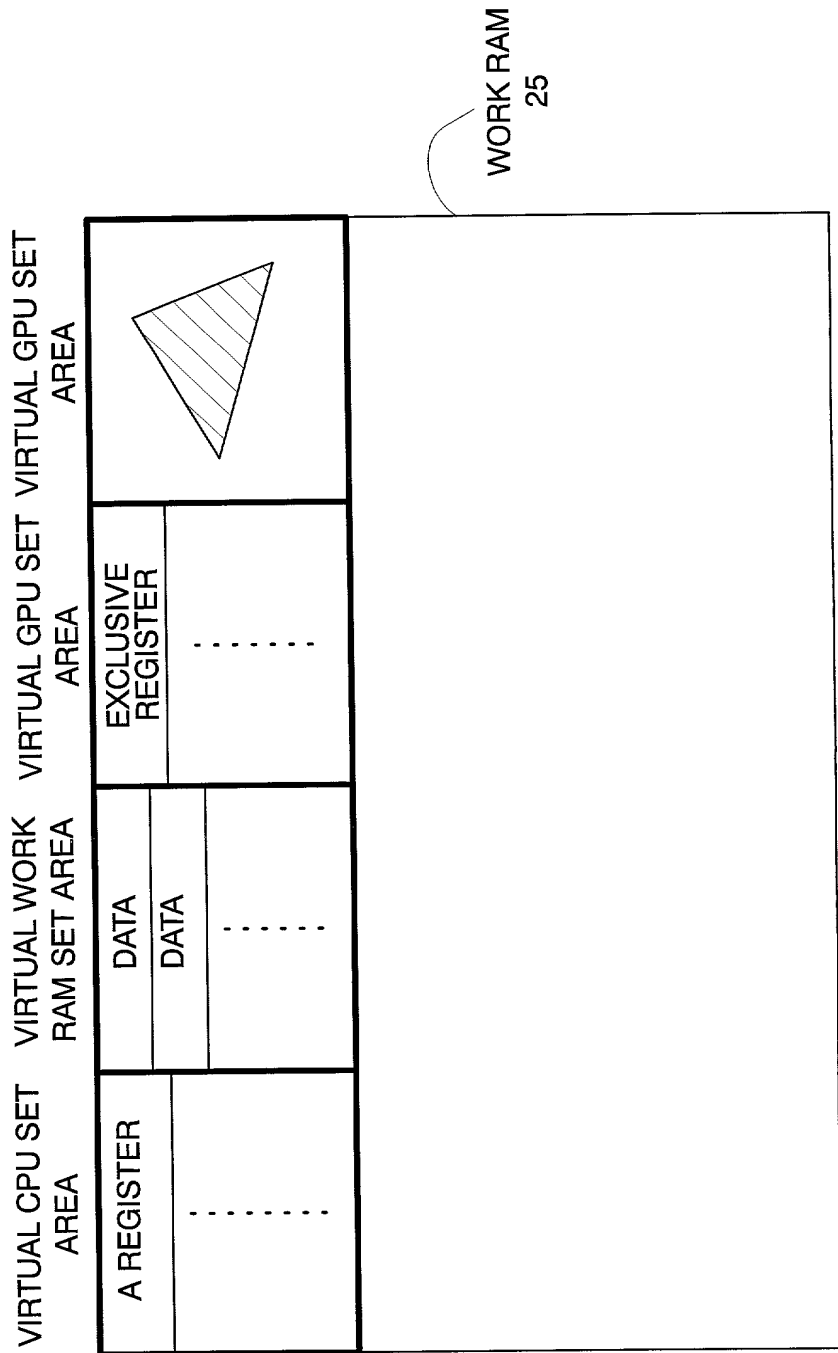 VIRTUAL CPU SET
AREA
VIRTUAL WORK
RAM SET AREA
VIRTUAL GPU SET
AREA
VIRTUAL GPU SET
AREA
A REGISTER
DATA
DATA
EXCLUSIVE
REGISTER
WORK RAM
25